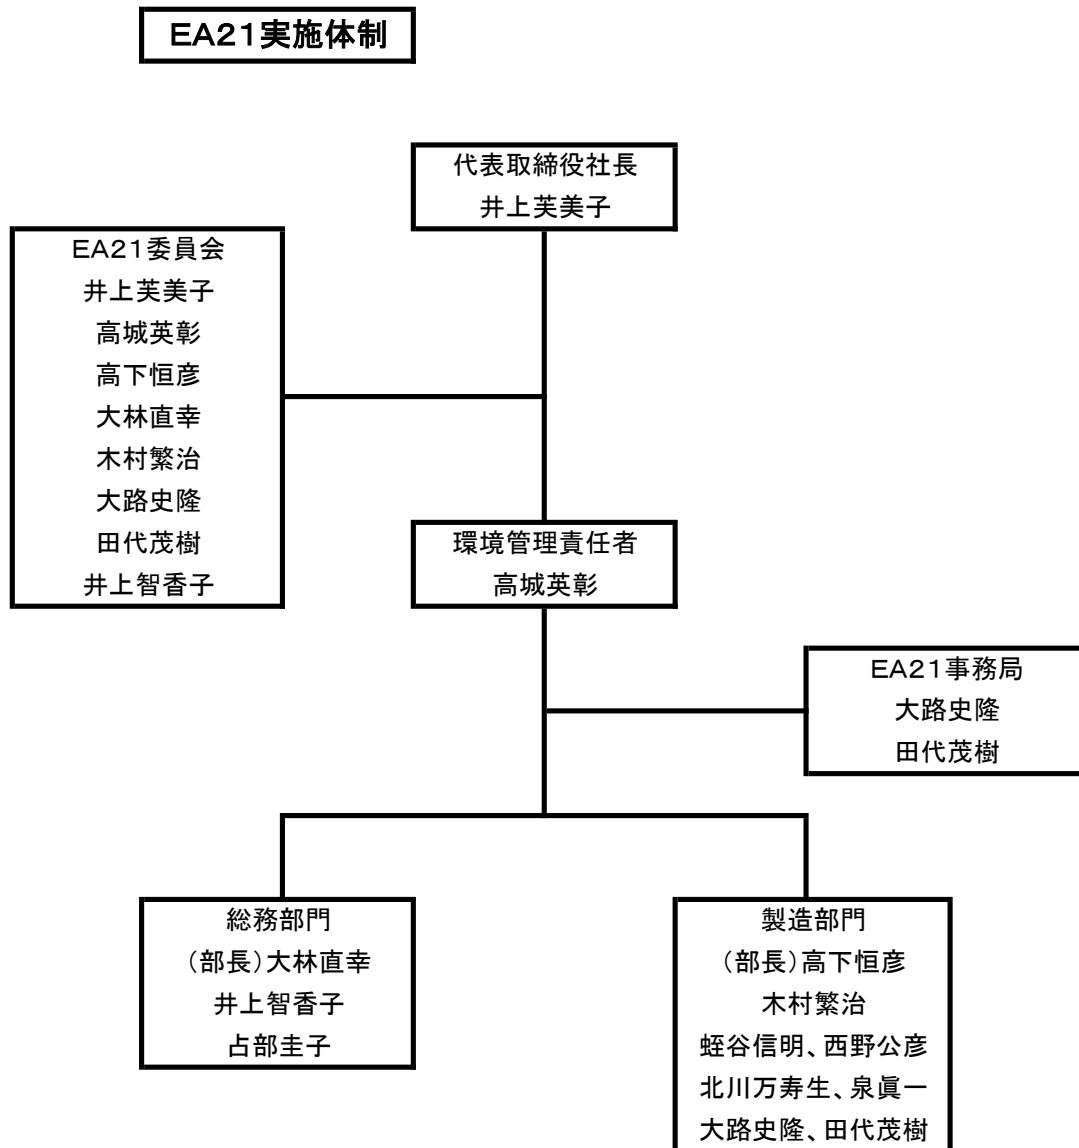 EA21実施体制
代表取締役社長
井上芙美子
EA21委員会
井上芙美子
高城英彰
高下恒彦
大林直幸
木村繁治
大路史隆
田代茂樹
井上智香子
環境管理責任者
高城英彰
EA21事務局
大路史隆
田代茂樹
総務部門
(部長)大林直幸
井上智香子
占部圭子
製造部門
(部長)高下恒彦
木村繁治
蛭谷信明、西野公彦
北川万寿生、泉眞一
大路史隆、田代茂樹